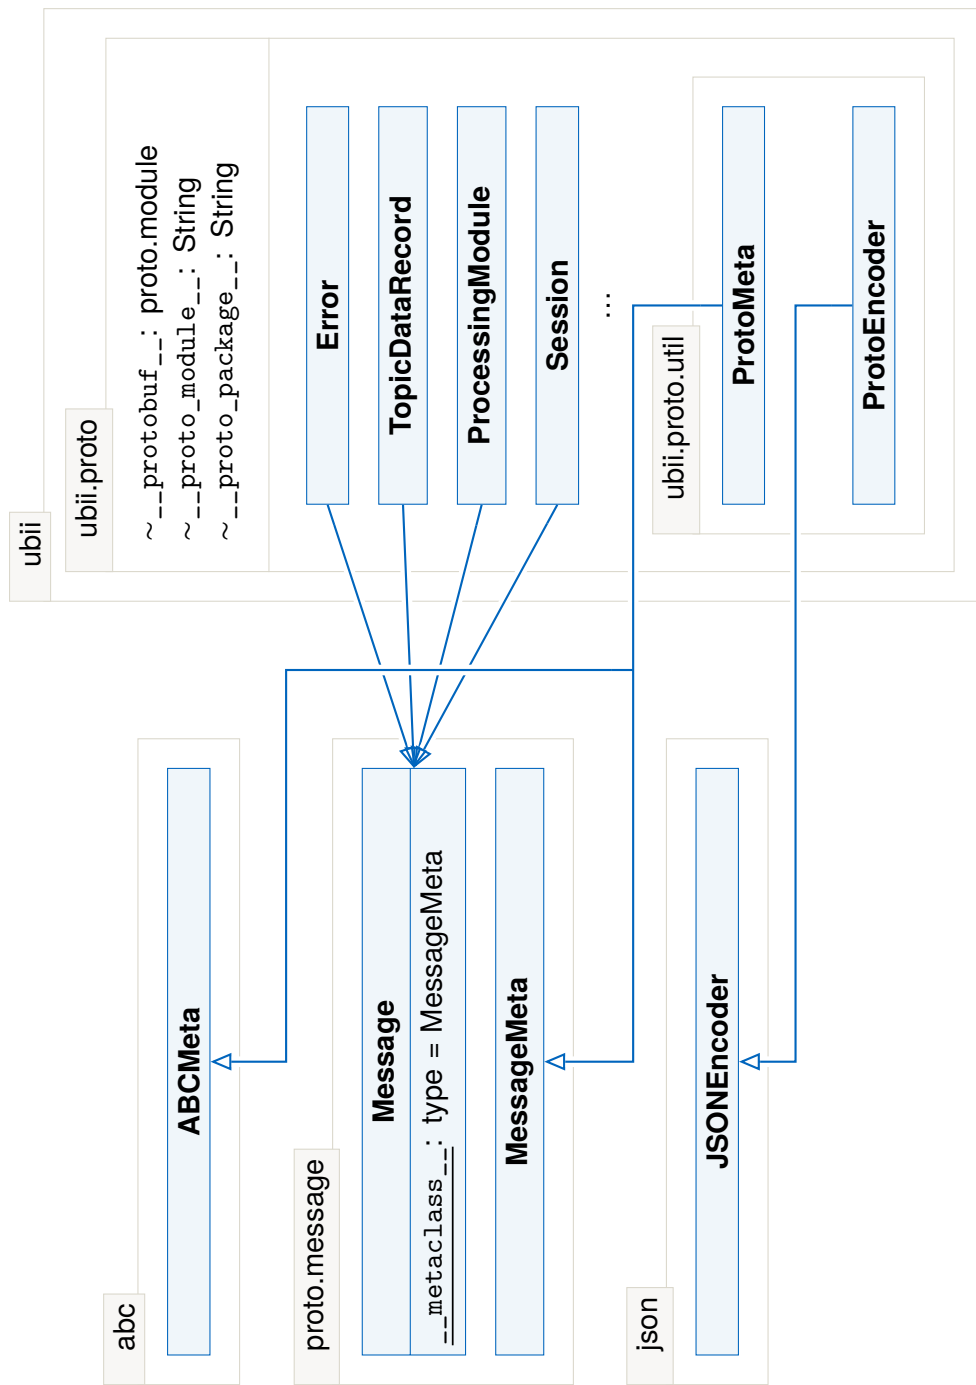 abc
ABCMeta
proto.message
Message
__metaclass__: type = MessageMeta
MessageMeta
json
JSONEncoder
ubii
ubii.proto
~__protobuf__: proto.module
~__proto_module__: String
~__proto_package__: String
Error
TopicDataRecord
ProcessingModule
Session
...
ubii.proto.util
ProtoMeta
ProtoEncoder